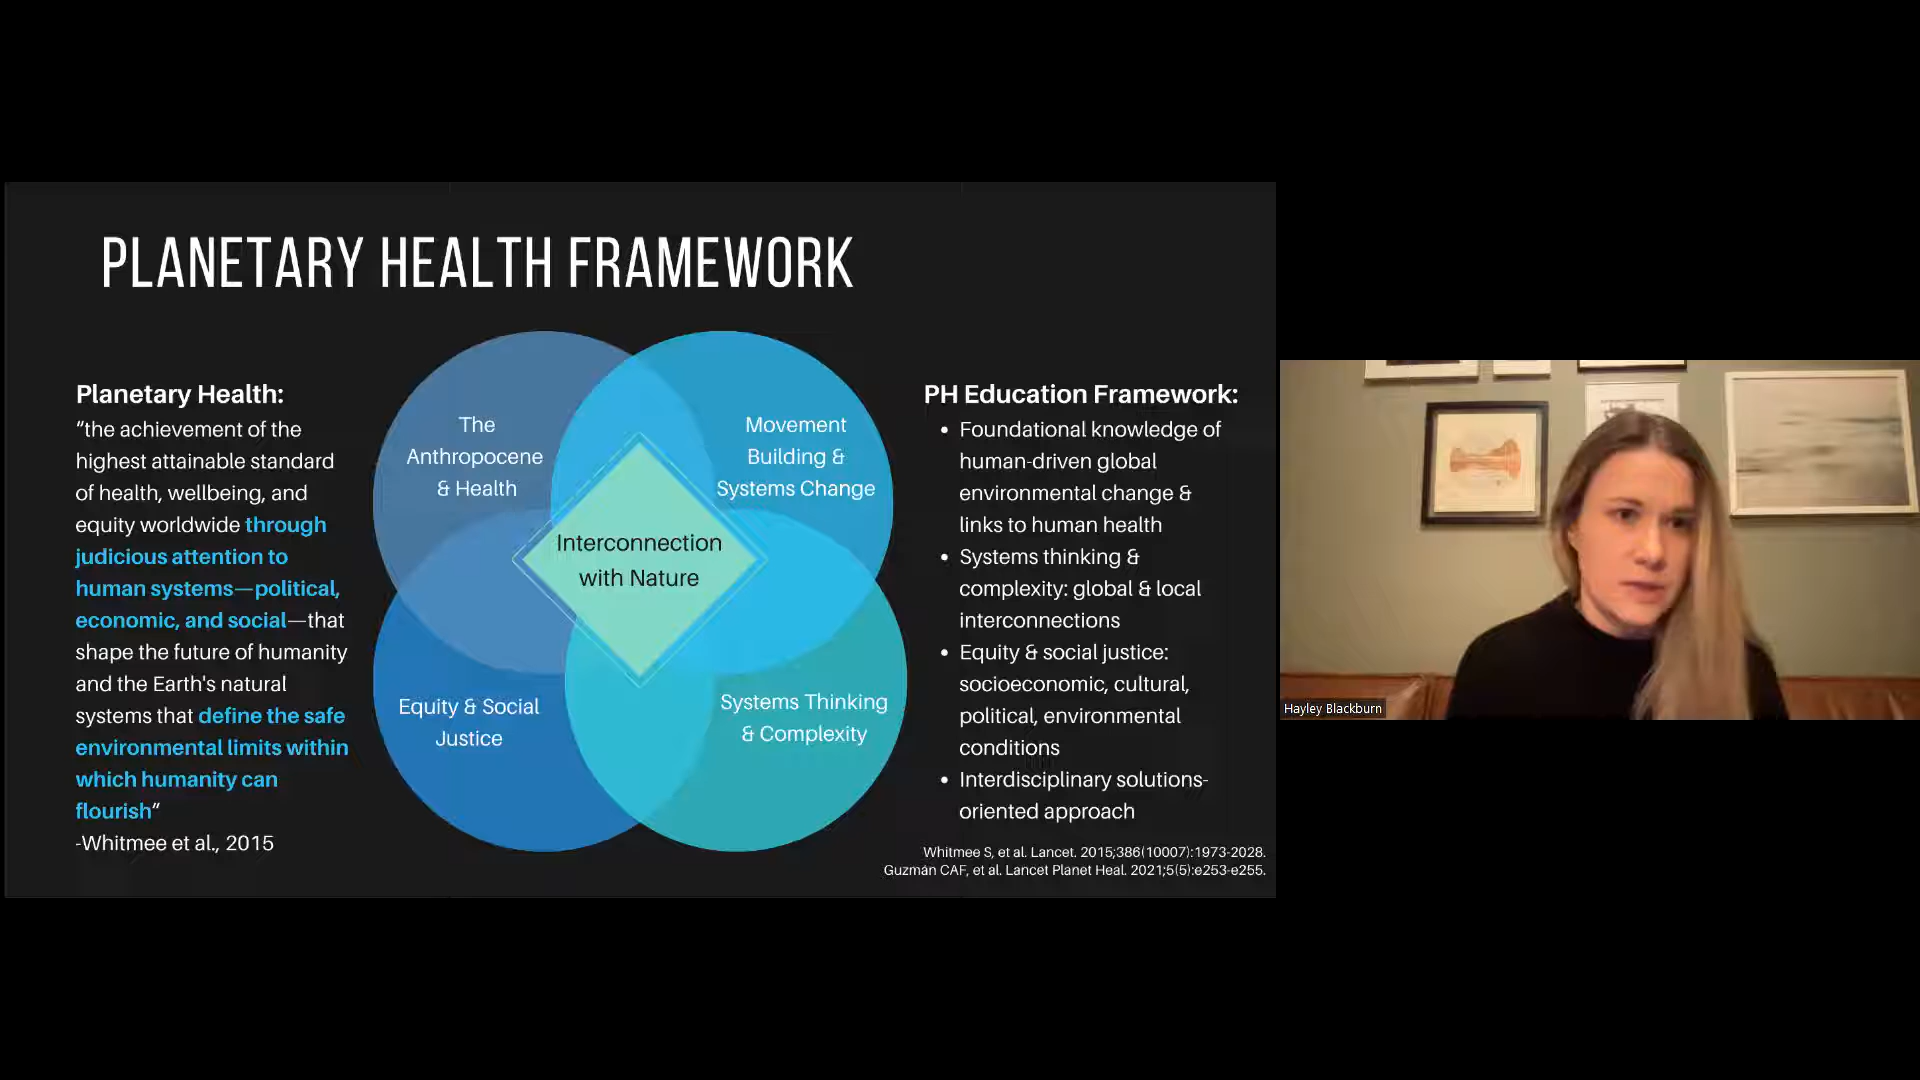 PLANETARY HEALTH FRAMEWORK
Planetary Health:
“the achievement of the
highest attainable standard
of health, wellbeing, and
equity worldwide through
judicious attention to
human systems—political,
economic, and social—that
shape the future of humanity
and the Earth's natural
systems that define the safe
environmental limits within
which humanity can
flourish”
-Whitmee et al., 2015
The
Anthropocene
& Health
Movement
Building &
Systems Change
Interconnection
with Nature
Equity & Social
Justice
Systems Thinking
& Complexity
PH Education Framework:
• Foundational knowledge of
human-driven global
environmental change &
links to human health
• Systems thinking &
complexity: global & local
interconnections
• Equity & social justice:
socioeconomic, cultural,
political, environmental
conditions
• Interdisciplinary solutions-
oriented approach
Whitmee S, et al. Lancet. 2015;386(10007):1973-2028.
Guzmán CAF, et al. Lancet Planet Heal. 2021;5(5):e253-e255.
Hayley Blackburn